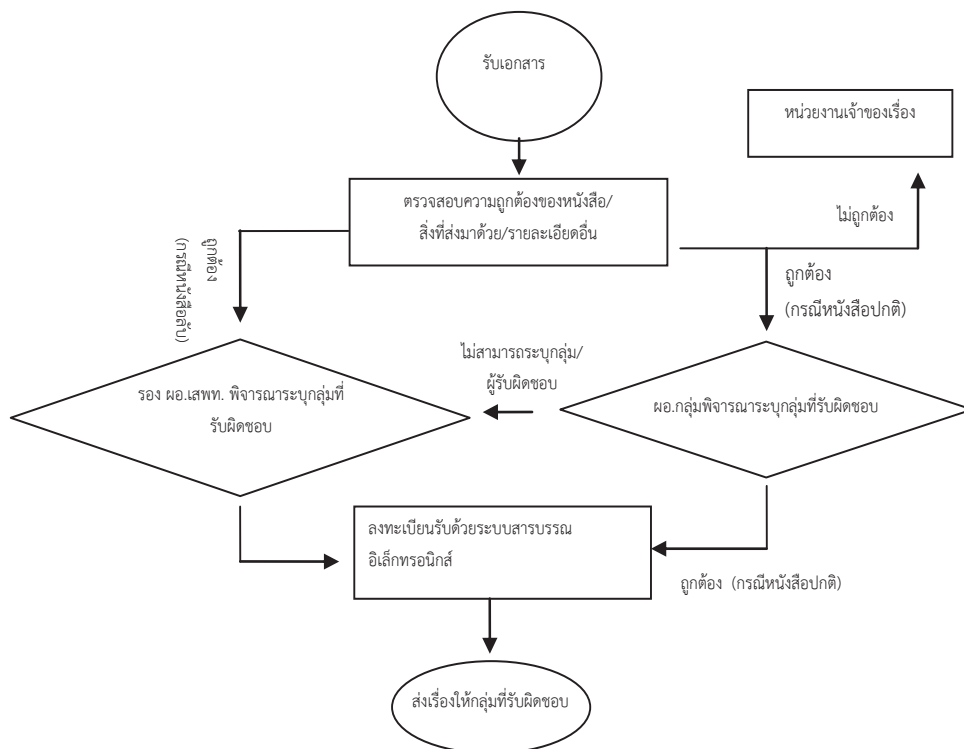 รับเอกสาร
หน่วยงานเจ้าของเรื่อง
ตรวจสอบความถูกต้องของหนังสือ/
สิ่งที่ส่งมาด้วย/รายละเอียดอื่น
ไม่ถูกต้อง
ถูกต้อง
(กรณีหนังสือลับ)
ถูกต้อง
(กรณีหนังสือปกติ)
ไม่สามารถระบุกลุ่ม/
ผู้รับผิดชอบ
รอง ผอ.เสพท. พิจารณาระบุกลุ่มที่
รับผิดชอบ
ผอ.กลุ่มพิจารณาระบุกลุ่มที่รับผิดชอบ
ลงทะเบียนรับด้วยระบบสารบรรณ
อิเล็กทรอนิกส์
ถูกต้อง (กรณีหนังสือปกติ)
ส่งเรื่องให้กลุ่มที่รับผิดชอบ